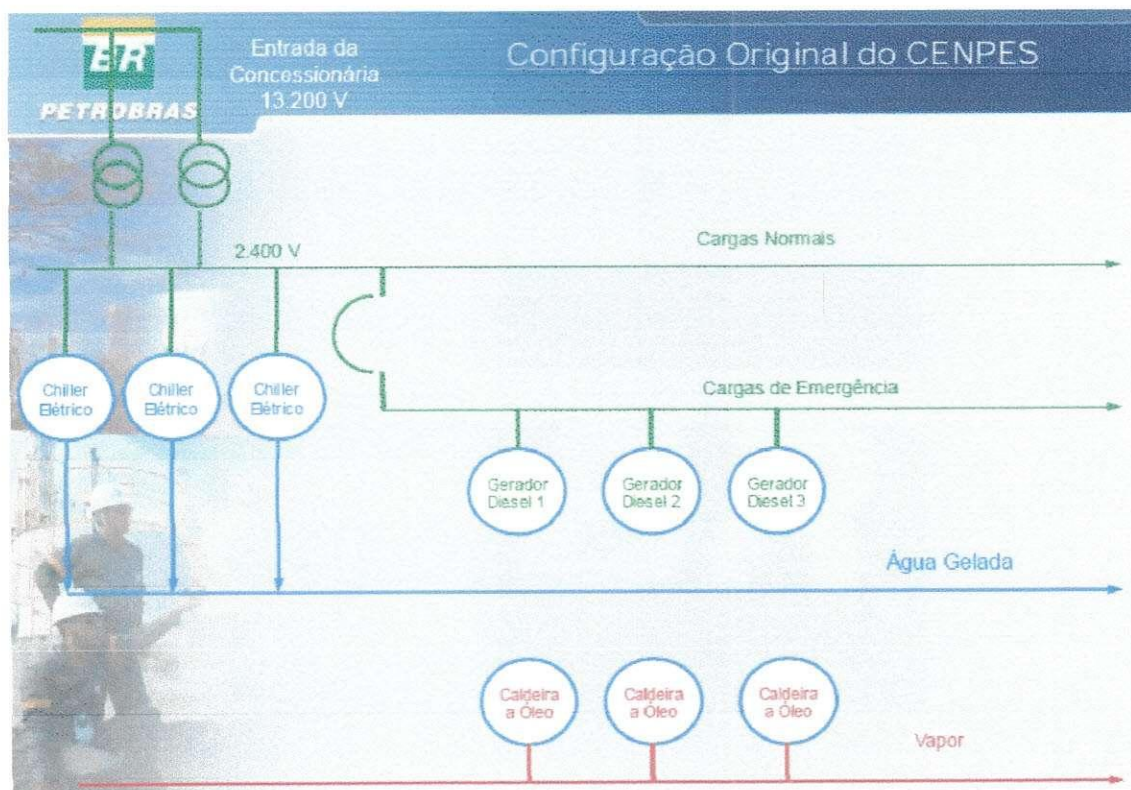 BR
PETROBRAS
Entrada da
Concessionária
13.200 V
Configuração Original do CENPES
2.400 V
Cargas Normais
Chiller
Elétrico
Chiller
Elétrico
Chiller
Elétrico
Cargas de Emergência
Gerador
Diesel 1
Gerador
Diesel 2
Gerador
Diesel 3
Água Gelada
Caldeira
a Óleo
Caldeira
a Óleo
Caldeira
a Óleo
Vapor